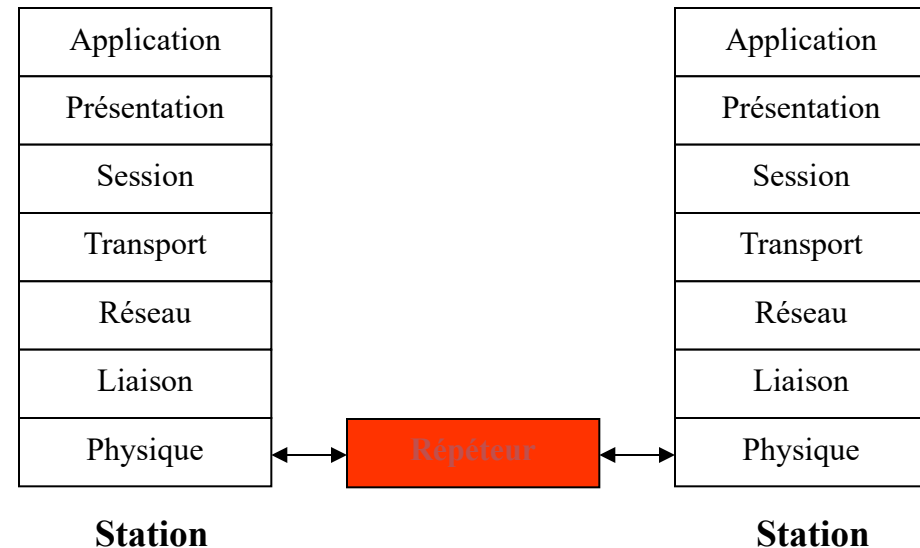 Application
Présentation
Session
Transport
Réseau
Liaison
Physique
Station
Répéteur
Application
Présentation
Session
Transport
Réseau
Liaison
Physique
Station